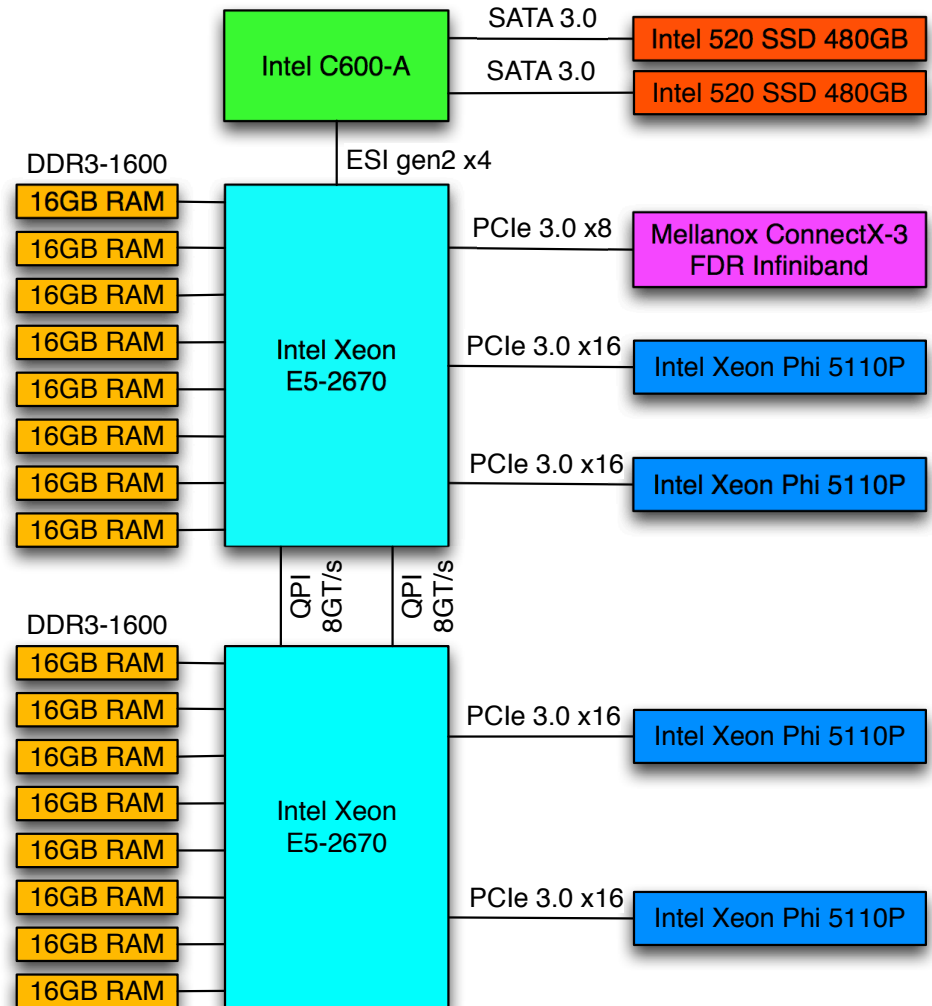 SATA 3.0
Intel 520 SSD 480GB
Intel C600-A
SATA 3.0
Intel 520 SSD 480GB
ESI gen2 x4
DDR3-1600
16GB RAM
16GB RAM
16GB RAM
16GB RAM
16GB RAM
16GB RAM
16GB RAM
16GB RAM
Intel Xeon
E5-2670
PCIe 3.0 x8
Mellanox ConnectX-3
FDR Infiniband
PCIe 3.0 x16
Intel Xeon Phi 5110P
PCIe 3.0 x16
Intel Xeon Phi 5110P
QPI
8GT/s
QPI
8GT/s
DDR3-1600
16GB RAM
16GB RAM
16GB RAM
16GB RAM
16GB RAM
16GB RAM
16GB RAM
16GB RAM
Intel Xeon
E5-2670
PCIe 3.0 x16
Intel Xeon Phi 5110P
PCIe 3.0 x16
Intel Xeon Phi 5110P